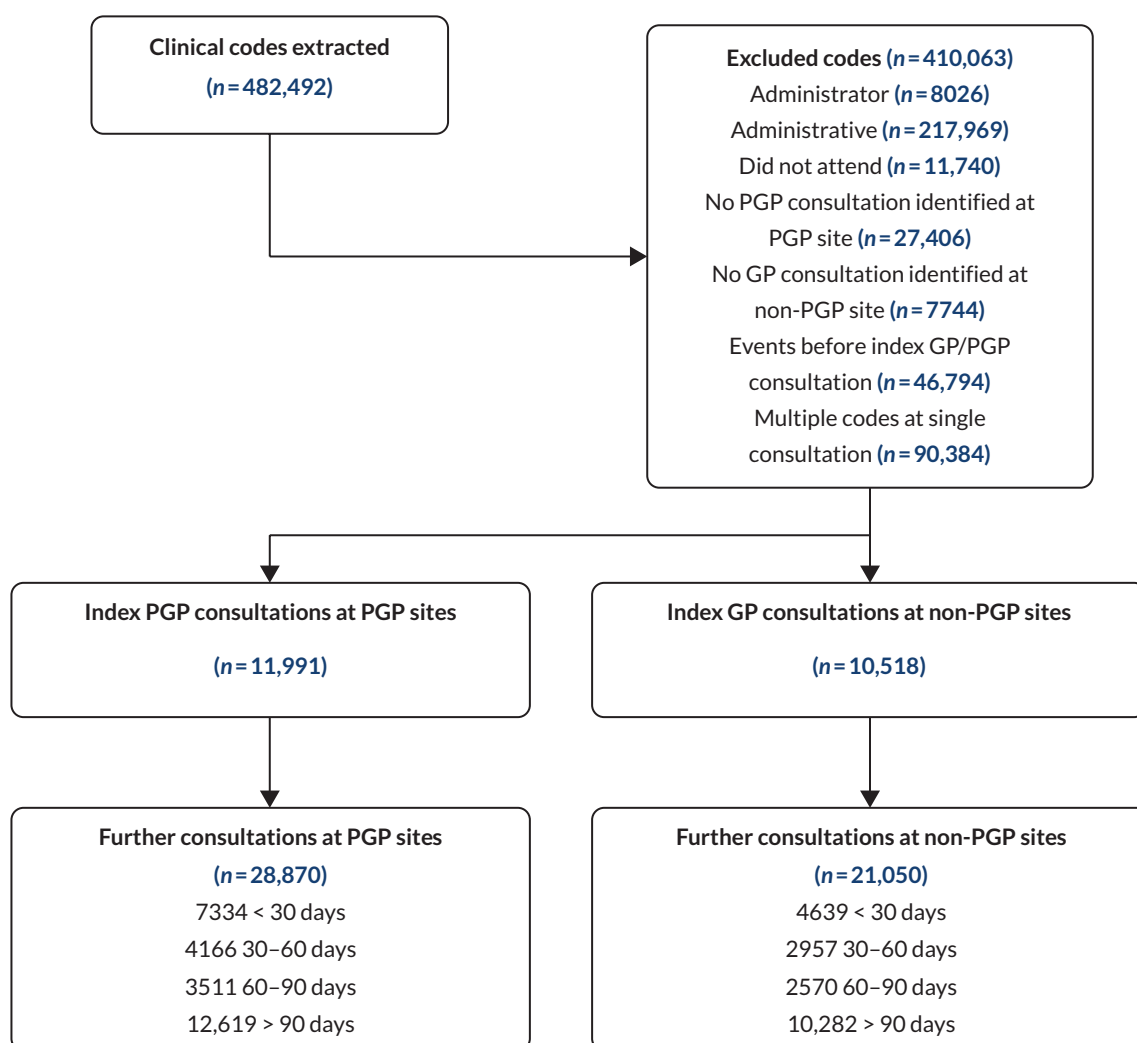 Clinical codes extracted
(n=482,492)
Excluded codes (n=410,063)
Administrator (n=8026)
Administrative (n=217,969)
Did not attend (n=11,740)
No PGP consultation identified at
PGP site (n=27,406)
No GP consultation identified at
non-PGP site (n=7744)
Events before index GP/PGP
consultation (n=46,794)
Multiple codes at single
consultation (n=90,384)
Index PGP consultations at PGP sites
(n=11,991)
Index GP consultations at non-PGP sites
(n=10,518)
Further consultations at PGP sites
(n=28,870)
7334 < 30 days
4166 30–60 days
3511 60–90 days
12,619 > 90 days
Further consultations at non-PGP sites
(n=21,050)
4639 < 30 days
2957 30–60 days
2570 60–90 days
10,282 > 90 days